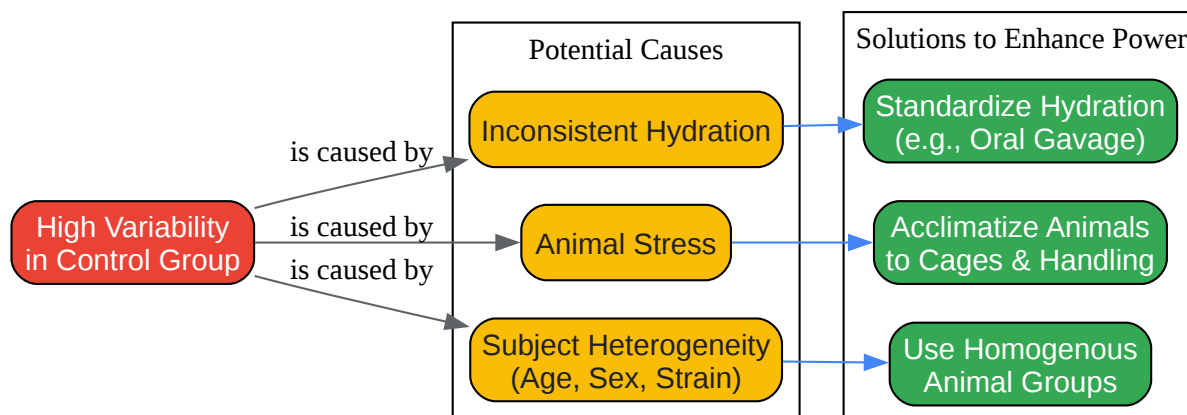 Potential Causes
Solutions to Enhance Power
Inconsistent Hydration
Standardize Hydration
(e.g., Oral Gavage)
is caused by
High Variability
in Control Group
is caused by
Animal Stress
Acclimatize Animals
to Cages & Handling
is caused by
Subject Heterogeneity
(Age, Sex, Strain)
Use Homogenous
Animal Groups